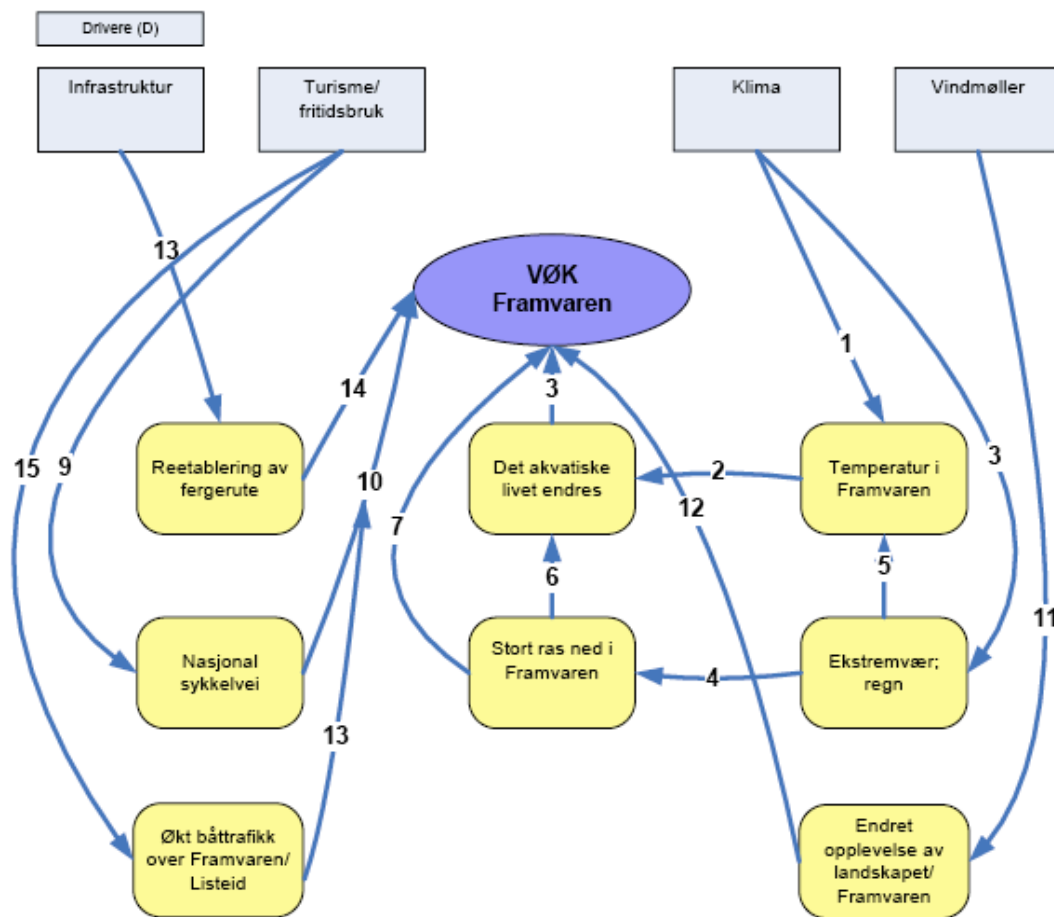 Drivere (D)
Infrastruktur
Turisme/
fritidsbruk
Klima
Vindmøller
13
VØK
Framvaren
1
14
3
Reetablering av
fergerute
15
9
10
Det akvatiske
livet endres
2
Temperatur i
Framvaren
3
7
12
6
5
11
Nasjonal
sykkelvei
Stort ras ned i
Framvaren
4
Ekstremvær;
regn
13
Økt båttrafikk
over Framvaren/
Listeid
Endret
opplevelse av
landskapet/
Framvaren